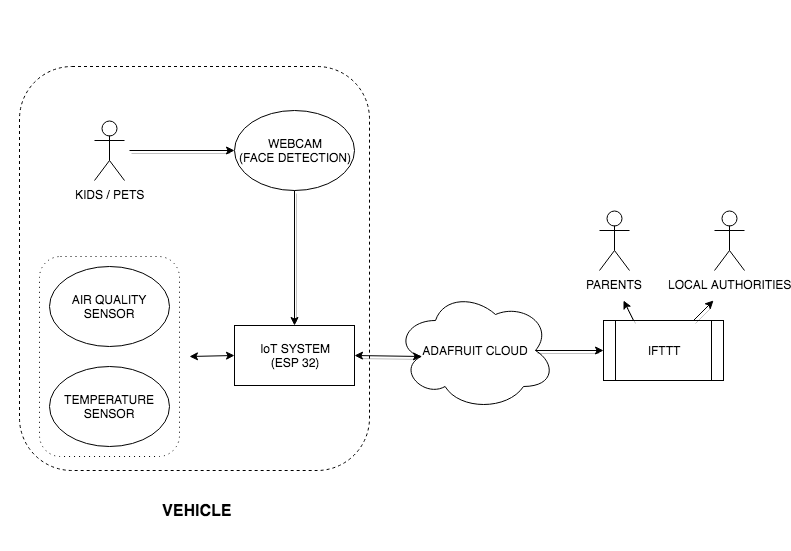 WEBCAM
(FACE DETECTION)
KIDS / PETS
AIR QUALITY
SENSOR
TEMPERATURE
SENSOR
IoT SYSTEM
(ESP 32)
ADAFRUIT CLOUD
PARENTS
LOCAL AUTHORITIES
IFTTT
VEHICLE